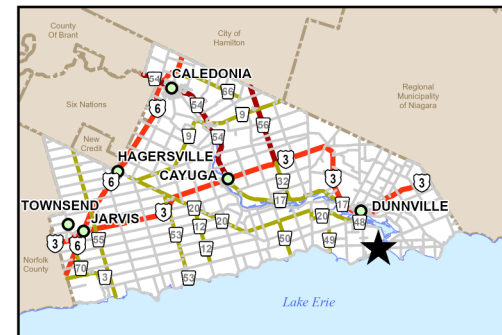 County
Of Brant
City of
Hamilton
CALEDONIA
54
66
6
54
Regional
Municipality
of Niagara
Six Nations
9
56
9
54
New
Credit
HAGERSVILLE
3
6
CAYUGA
32
3
3
17
TOWNSEND
17
DUNNVILLE
3
20
20
20
48
JARVIS
12
3
6
55
53
12
50
49
Norfolk
County
70
3
53
Lake Erie